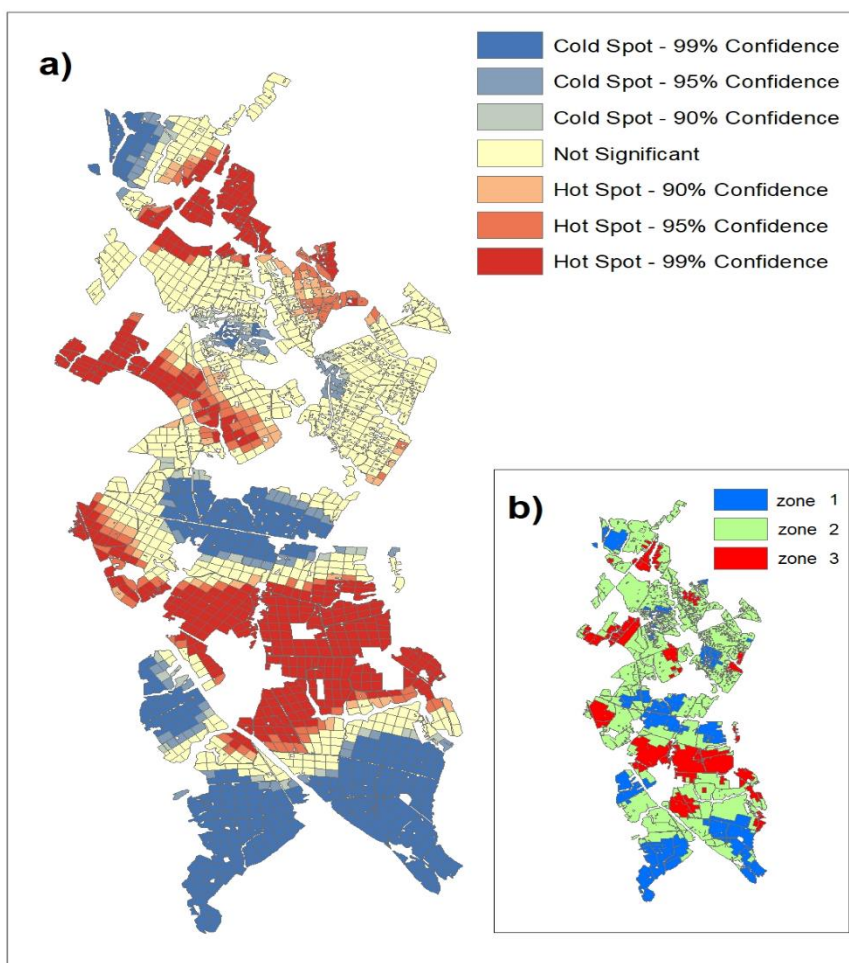 a)
Cold Spot - 99% Confidence
Cold Spot - 95% Confidence
Cold Spot - 90% Confidence
Not Significant
Hot Spot - 90% Confidence
Hot Spot - 95% Confidence
Hot Spot - 99% Confidence
b)
zone 1
zone 2
zone 3